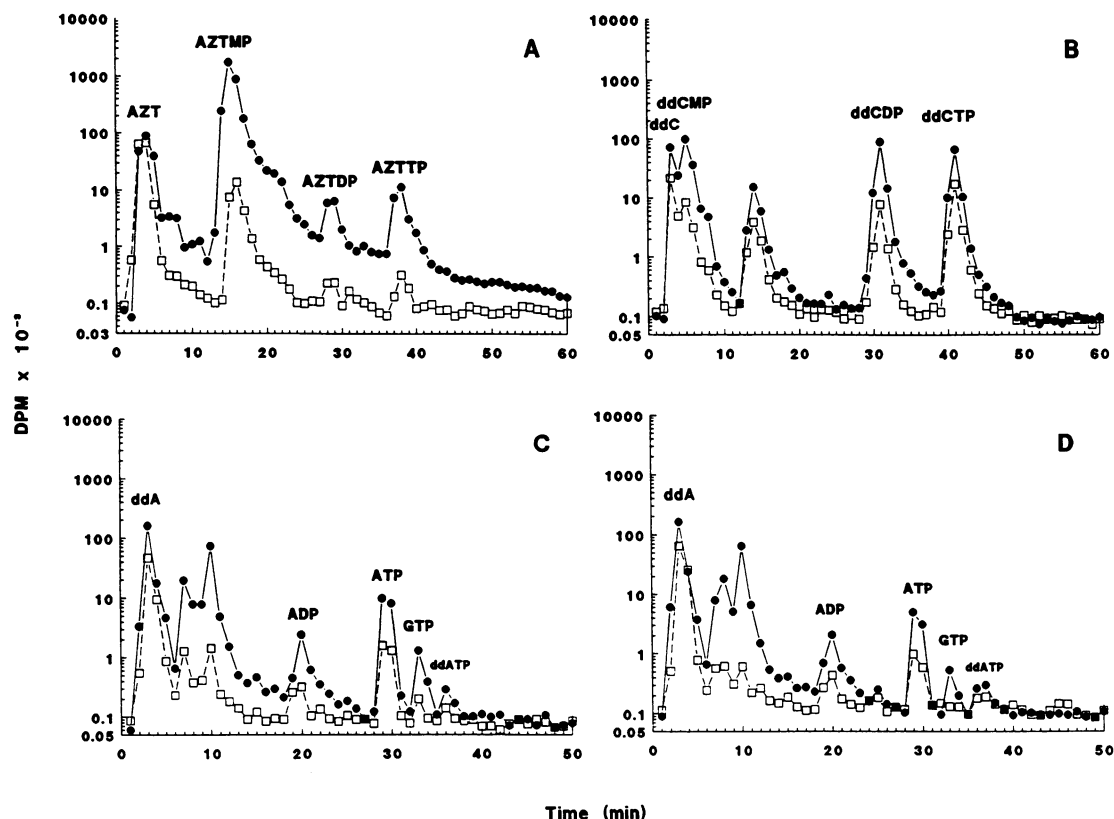 DPM x 10⁻³
A
10000
1000
100
10
1
0.1
0.03
AZT
AZTMP
AZTDP
AZTTP
0 10 20 30 40 50 60
B
10000
1000
100
10
1
0.1
0.05
ddCMP
ddC
ddCDP
ddCTP
0 10 20 30 40 50 60
C
10000
1000
100
10
1
0.1
0.05
ddA
ADP
ATP
GTP
ddATP
0 10 20 30 40 50
D
10000
1000
100
10
1
0.1
0.05
ddA
ADP
ATP
GTP
ddATP
0 10 20 30 40 50
Time (min)